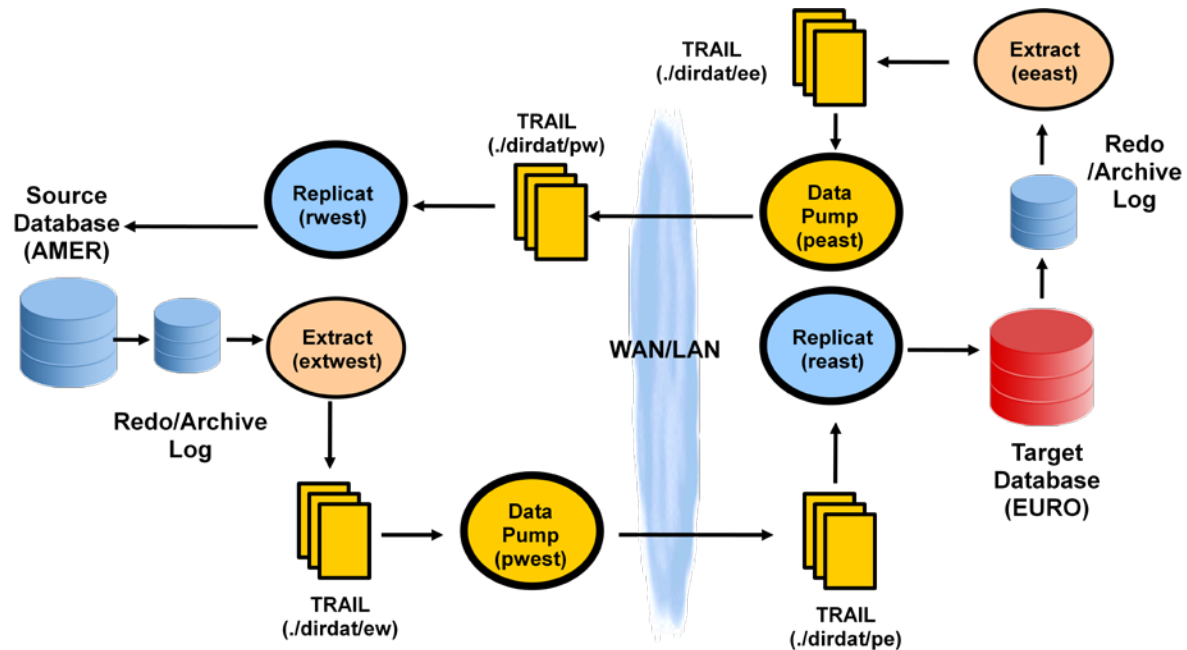 TRAIL
(./dirdat/ee)
Extract
(eeast)
TRAIL
(./dirdat/pw)
Redo
/Archive
Log
Source
Database
(AMER)
Replicat
(rwest)
Data
Pump
(peast)
Extract
(extwest)
WAN/LAN
Replicat
(reast)
Redo/Archive
Log
Target
Database
(EURO)
Data
Pump
(pwest)
TRAIL
(./dirdat/ew)
TRAIL
(./dirdat/pe)